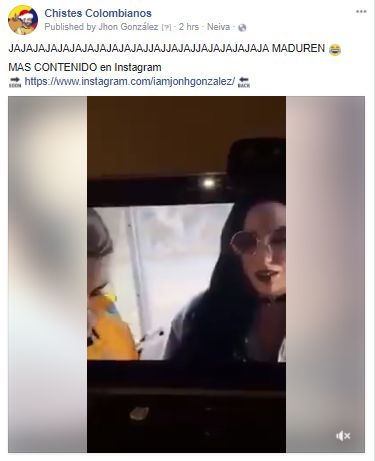 Chistes Colombianos
Published by Jhon González [?] · 2 hrs · Neiva ·
JAJAJAJAJAJAJAJAJAJAJAJJAJJAJAJJAJAJAJAJAJA MADUREN 😂
MAS CONTENIDO en Instagram
🔜 https://www.instagram.com/iamjonhgonzalez/ 🔙